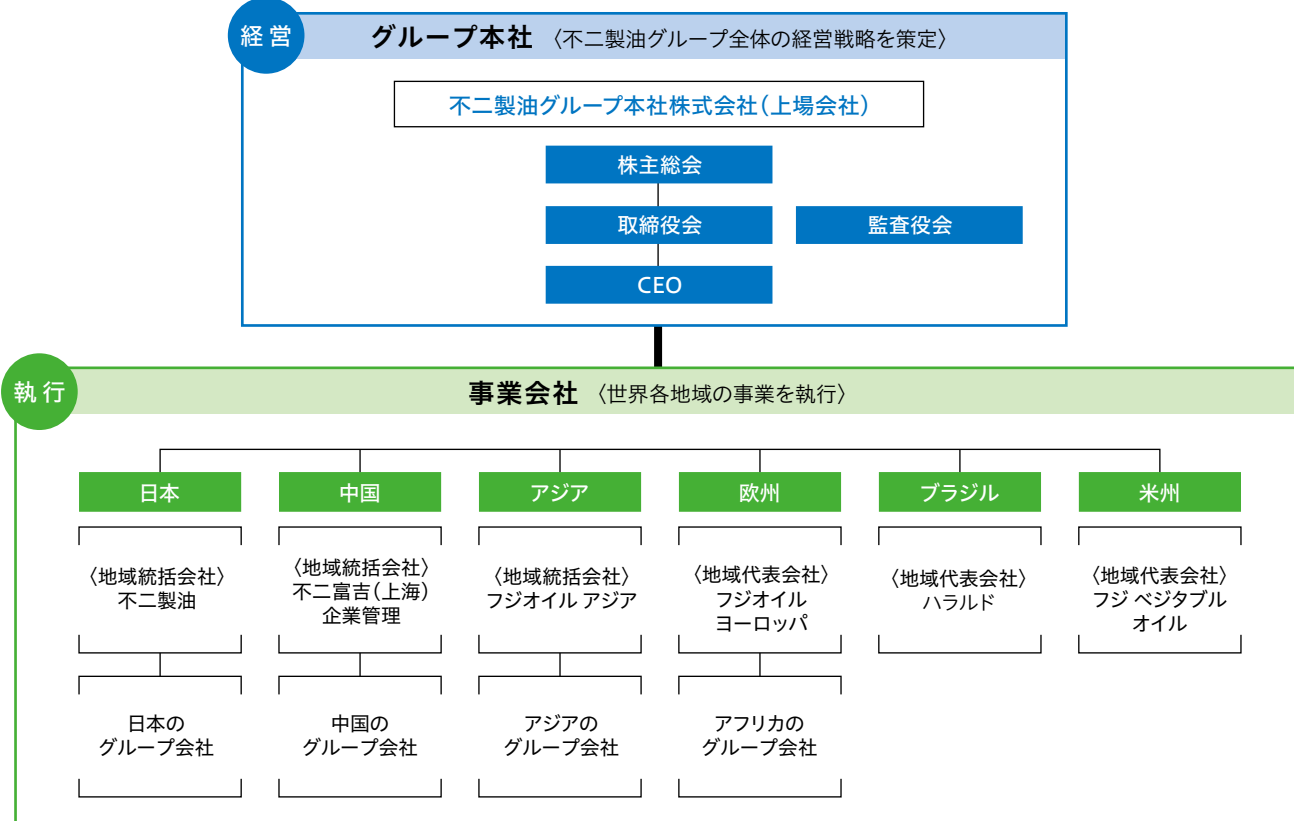 経営
グループ本社 〈不二製油グループ全体の経営戦略を策定〉
不二製油グループ本社株式会社（上場会社）
株主総会
取締役会
監査役会
CEO
執行
事業会社 〈世界各地域の事業を執行〉
日本
中国
アジア
欧州
ブラジル
米州
〈地域統括会社〉
不二製油
〈地域統括会社〉
不二富吉（上海）
企業管理
〈地域統括会社〉
フジオイル アジア
〈地域代表会社〉
フジオイル
ヨーロッパ
〈地域代表会社〉
ハラルド
〈地域代表会社〉
フジ ベジタブル
オイル
日本の
グループ会社
中国の
グループ会社
アジアの
グループ会社
アフリカの
グループ会社